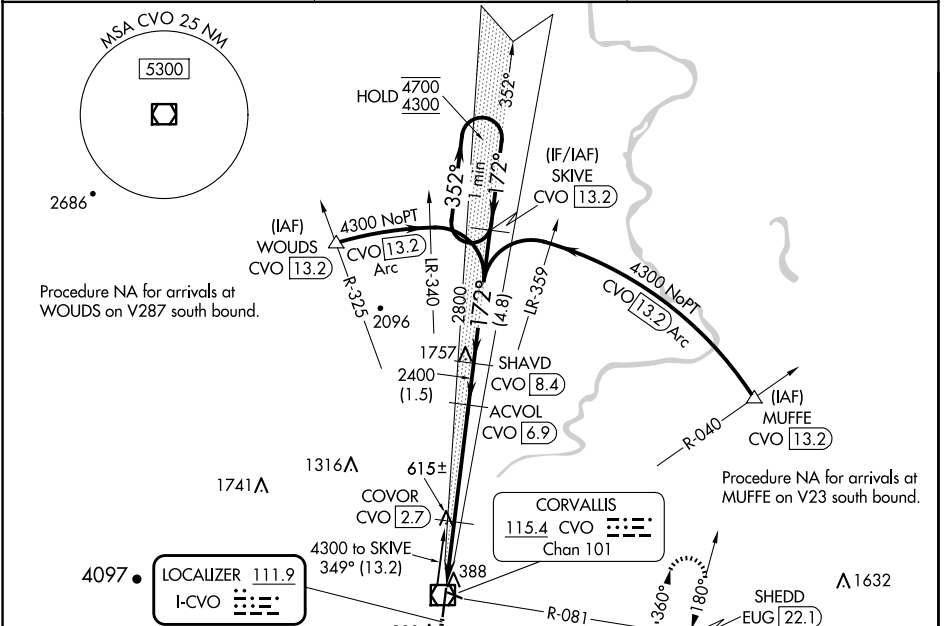 MSA CVO 25 NM
5300
2686
HOLD 4700
4300
352°
352°
1 min
172°
(IF/IAF)
SKIVE
CVO 13.2
(IAF)
WOUDS
CVO 13.2
4300 NoPT
CVO 13.2
Arc
R-325
LR-340
2096
Procedure NA for arrivals at
WOUDS on V287 south bound.
2800
172°
(4.8)
LR-359
4300 NoPT
CVO 13.2 Arc
1757
SHAVD
CVO 8.4
2400
(1.5)
ACVOL
CVO 6.9
(IAF)
MUFFE
CVO 13.2
R-040
Procedure NA for arrivals at
MUFFE on V23 south bound.
1316
1741
615±
COVOR
CVO 2.7
CORVALLIS
115.4 CVO
Chan 101
4300 to SKIVE
349° (13.2)
4097
LOCALIZER 111.9
I-CVO
388
R-081
360°
180°
1632
SHEDD
EUG 22.1